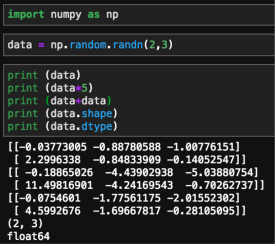 import numpy as np
data = np.random.randn(2,3)
print (data)
print (data*5)
print (data+data)
print (data.shape)
print (data.dtype)
[[-0.03773005 -0.88780588 -1.00776151]
 [ 2.2996338  -0.84833909 -0.14052547]]
[[ -0.18865026  -4.43902938  -5.03880754]
 [ 11.49816901  -4.24169543  -0.70262737]]
[[-0.0754601  -1.77561175 -2.01552302]
 [ 4.5992676  -1.69667817 -0.28105095]]
(2, 3)
float64